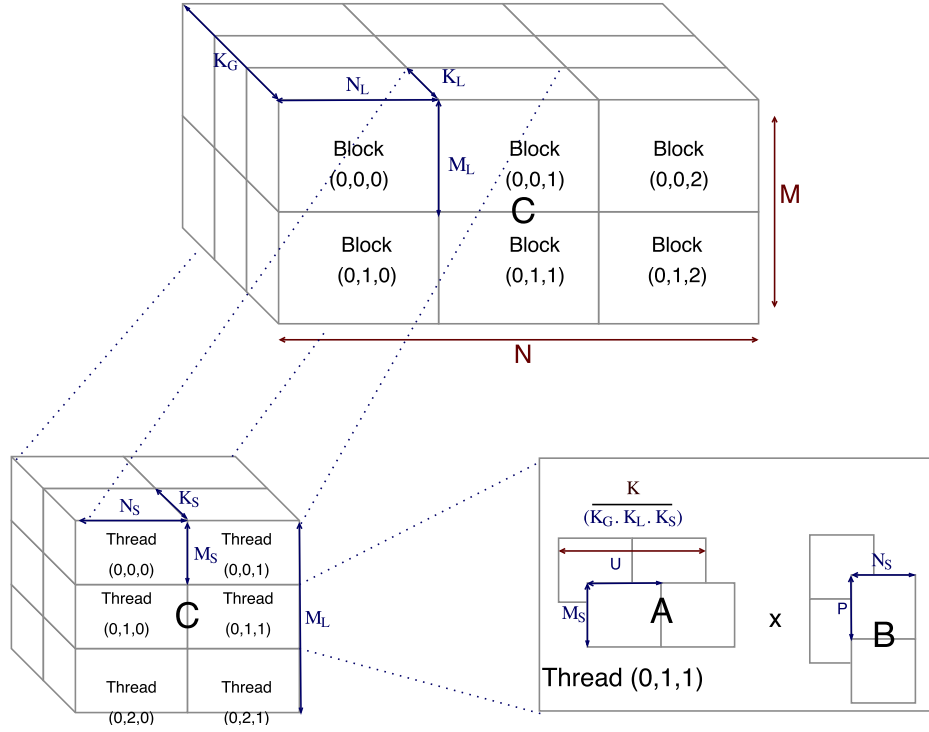 K_G
N_L
K_L
Block
(0,0,0)
M_L
Block
(0,0,1)
Block
(0,0,2)
M
C
Block
(0,1,0)
Block
(0,1,1)
Block
(0,1,2)
N
N_S
K_S
Thread
(0,0,0)
M_S
Thread
(0,0,1)
Thread
(0,1,0)
C
Thread
(0,1,1)
M_L
Thread
(0,2,0)
Thread
(0,2,1)
K
(K_G . K_L . K_S)
U
M_S
A
x
N_S
P
B
Thread (0,1,1)